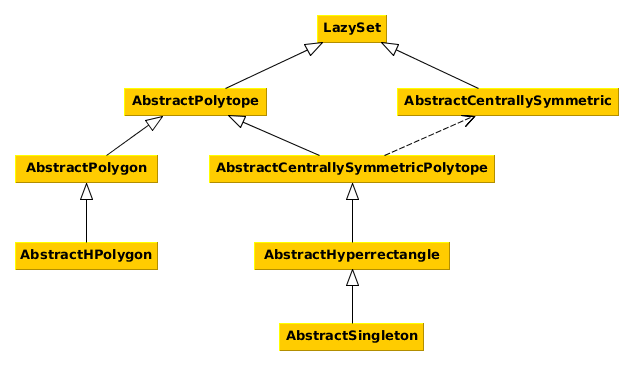 LazySet
AbstractPolytope
AbstractCentrallySymmetric
AbstractPolygon
AbstractCentrallySymmetricPolytope
AbstractHPolygon
AbstractHyperrectangle
AbstractSingleton